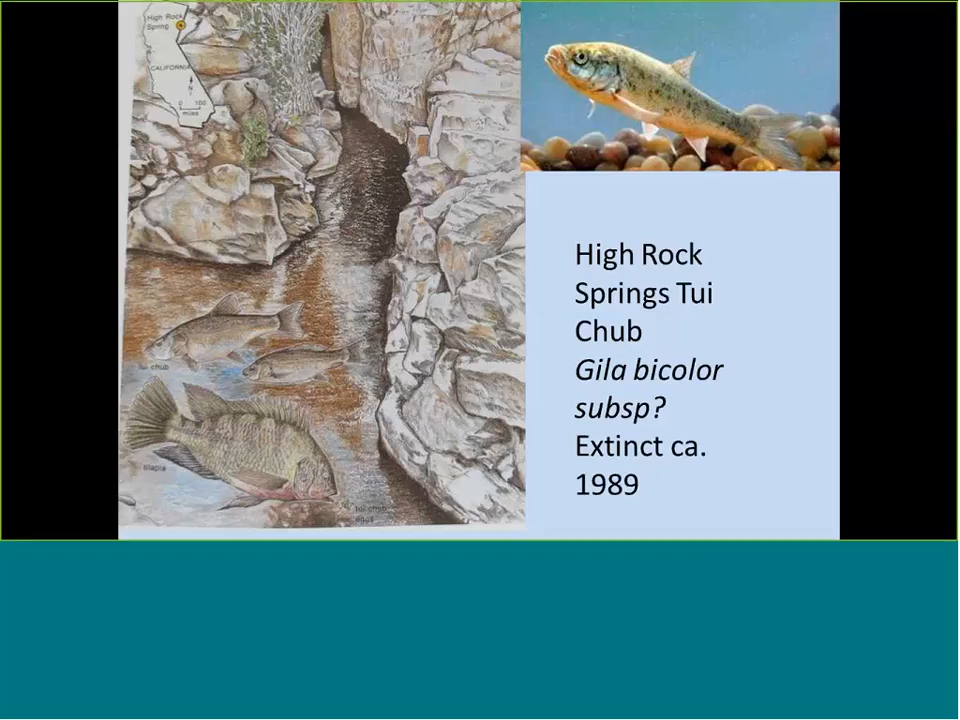 High Rock
Spring
CALIFORNIA
N
0 100
miles
tui chub
tilapia
tui chub
eggs
High Rock
Springs Tui
Chub
Gila bicolor
subsp?
Extinct ca.
1989